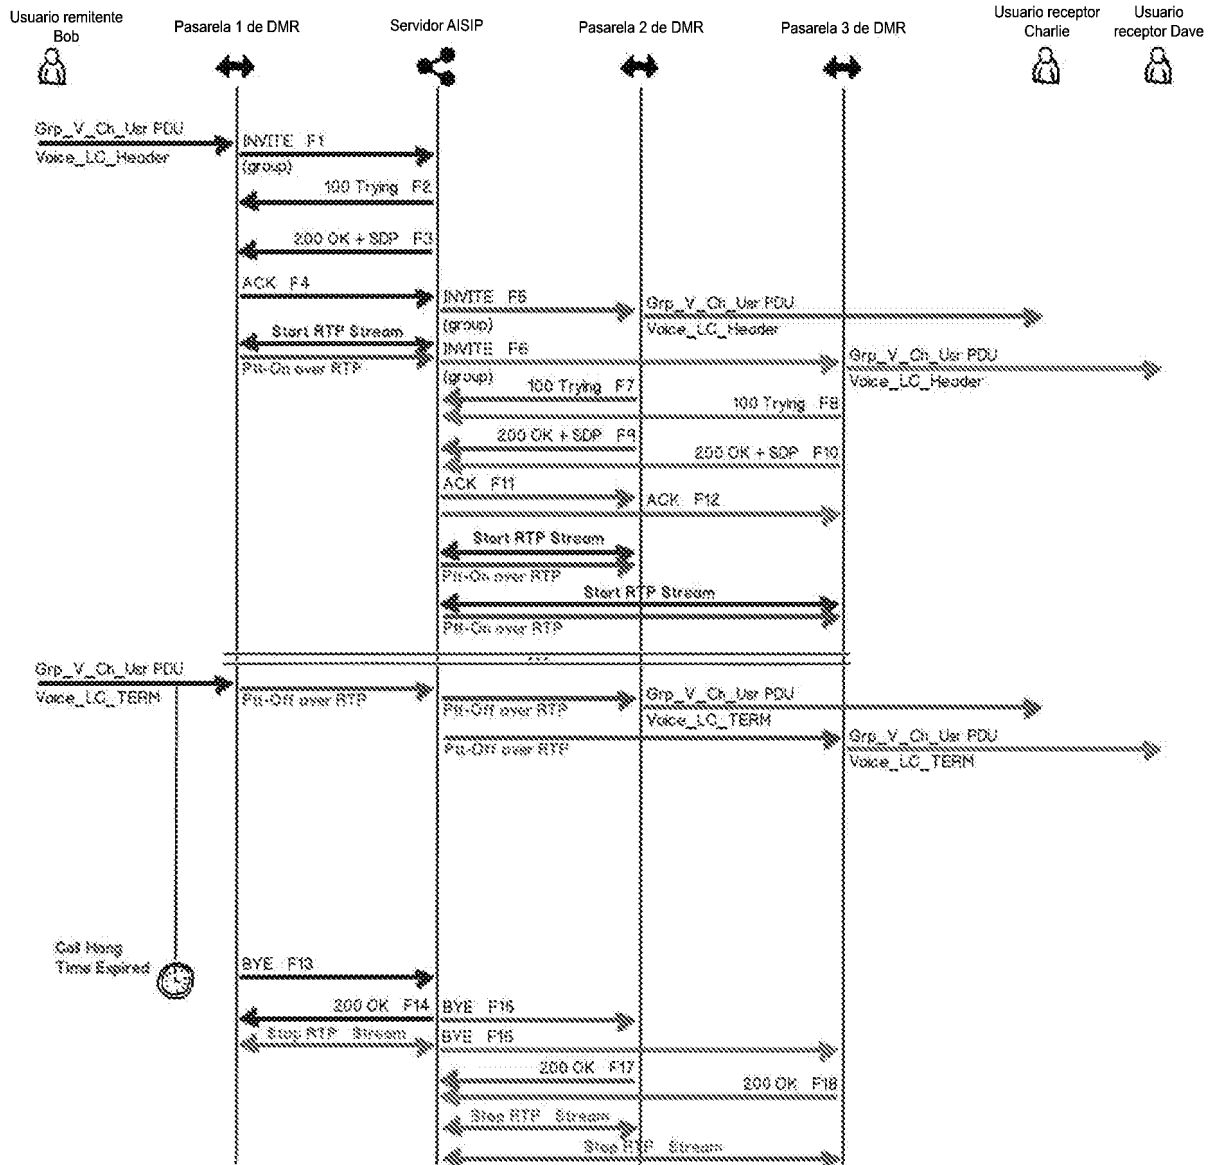 Usuario remitente
Bob
Pasarela 1 de DMR
Servidor AISIP
Pasarela 2 de DMR
Pasarela 3 de DMR
Usuario receptor
Charlie
Usuario
receptor Dave
Grp_V_Ch_Usr PDU
Voice_LC_Header
INVITE F1
(group)
100 Trying F2
200 OK + SDP F3
ACK F4
INVITE F5
(group)
Grp_V_Ch_Usr PDU
Voice_LC_Header
Start RTP Stream
Ptt-On over RTP
INVITE F6
(group)
Grp_V_Ch_Usr PDU
Voice_LC_Header
100 Trying F7
100 Trying F8
200 OK + SDP F9
200 OK + SDP F10
ACK F11
ACK F12
Start RTP Stream
Ptt-On over RTP
Start RTP Stream
Ptt-On over RTP
...
Grp_V_Ch_Usr PDU
Voice_LC_TERM
Ptt-Off over RTP
Ptt-Off over RTP
Grp_V_Ch_Usr PDU
Voice_LC_TERM
Ptt-Off over RTP
Grp_V_Ch_Usr PDU
Voice_LC_TERM
Call Hang
Time Expired
BYE F13
200 OK F14
BYE F15
Stop RTP Stream
BYE F16
200 OK F17
200 OK F18
Stop RTP Stream
Stop RTP Stream